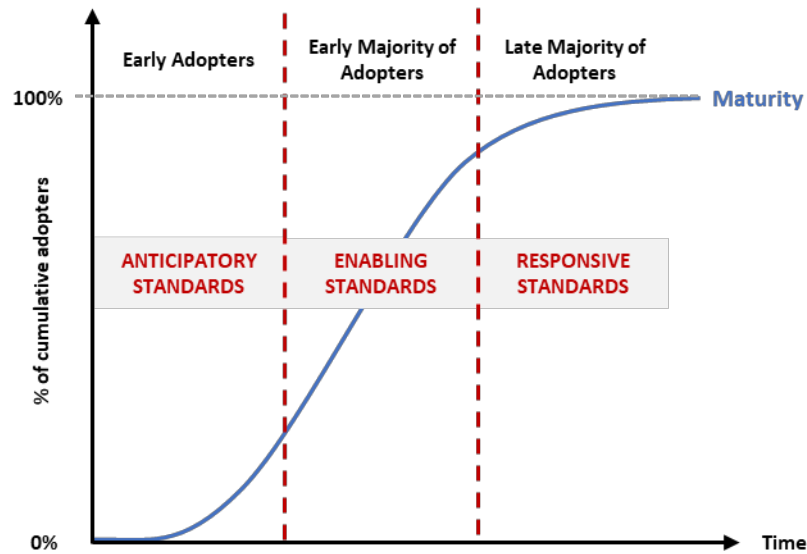 Early Adopters
Early Majority of
Adopters
Late Majority of
Adopters
100%
Maturity
% of cumulative adopters
ANTICIPATORY
STANDARDS
ENABLING
STANDARDS
RESPONSIVE
STANDARDS
0%
Time